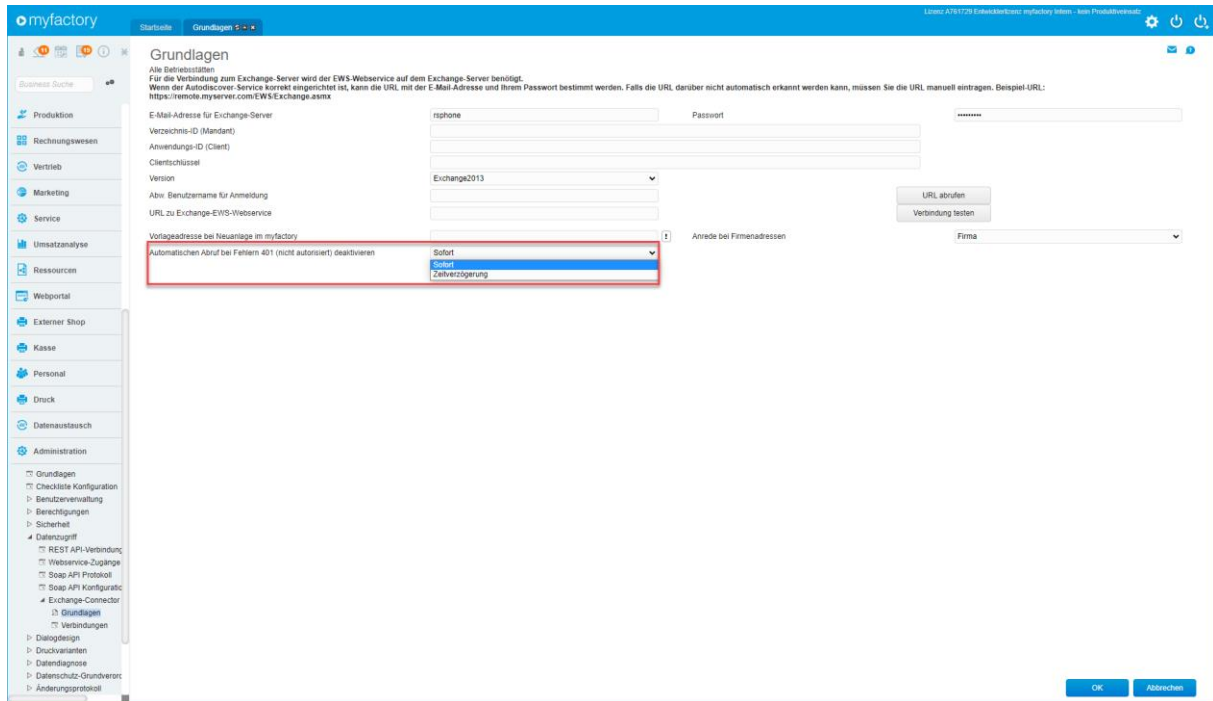 myfactory
Startseite
Grundlagen
Lizenz A761729 Entwicklerlizenz myfactory Intern - kein Produktiveinsatz
Business Suche
Produktion
Rechnungswesen
Vertrieb
Marketing
Service
Umsatzanalyse
Ressourcen
Webportal
Externer Shop
Kasse
Personal
Druck
Datenaustausch
Administration
Grundlagen
Checkliste Konfiguration
Benutzerverwaltung
Berechtigungen
Sicherheit
Datenzugriff
REST API-Verbindung
Webservice-Zugänge
Soap API Protokoll
Soap API Konfiguratic
Exchange-Connector
Grundlagen
Verbindungen
Dialogdesign
Druckvarianten
Datendiagnose
Datenschutz-Grundverorc
Änderungsprotokoll
Grundlagen
Alle Betriebsstätten
Für die Verbindung zum Exchange-Server wird der EWS-Webservice auf dem Exchange-Server benötigt.
Wenn der Autodiscover-Service korrekt eingerichtet ist, kann die URL mit der E-Mail-Adresse und Ihrem Passwort bestimmt werden. Falls die URL darüber nicht automatisch erkannt werden kann, müssen Sie die URL manuell eintragen. Beispiel-URL:
https://remote.myserver.com/EWS/Exchange.asmx
E-Mail-Adresse für Exchange-Server rsphone Passwort •••••••••
Verzeichnis-ID (Mandant)
Anwendungs-ID (Client)
Clientschlüssel
Version Exchange2013
Abw. Benutzername für Anmeldung URL abrufen
URL zu Exchange-EWS-Webservice Verbindung testen
Vorlageadresse bei Neuanlage im myfactory Anrede bei Firmenadressen Firma
Automatischen Abruf bei Fehlern 401 (nicht autorisiert) deaktivieren Sofort
Sofort
Zeitverzögerung
OK Abbrechen